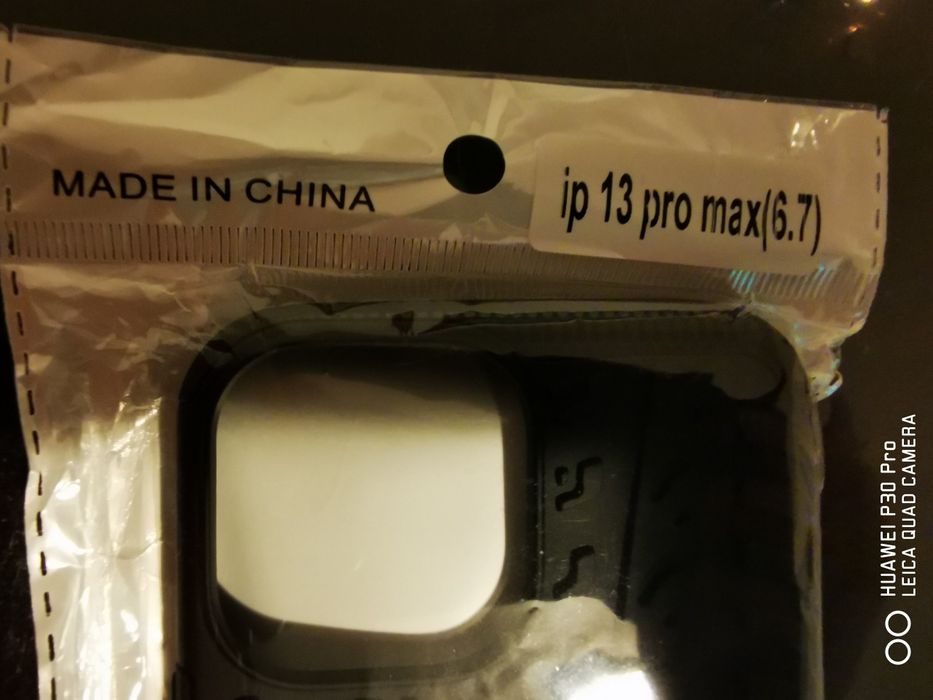 MADE IN CHINA
ip 13 pro max(6.7)
HUAWEI P30 Pro
LEICA QUAD CAMERA